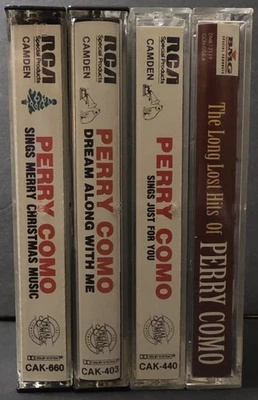 RCA
Special Products
CAMDEN
PERRY COMO
SINGS MERRY CHRISTMAS MUSIC
CAK-660
RCA
Special Products
CAMDEN
PERRY COMO
DREAM ALONG WITH ME
CAK-403
RCA
Special Products
CAMDEN
PERRY COMO
SINGS JUST FOR YOU
CAK-440
BMG
The Long Lost Hits Of
PERRY COMO